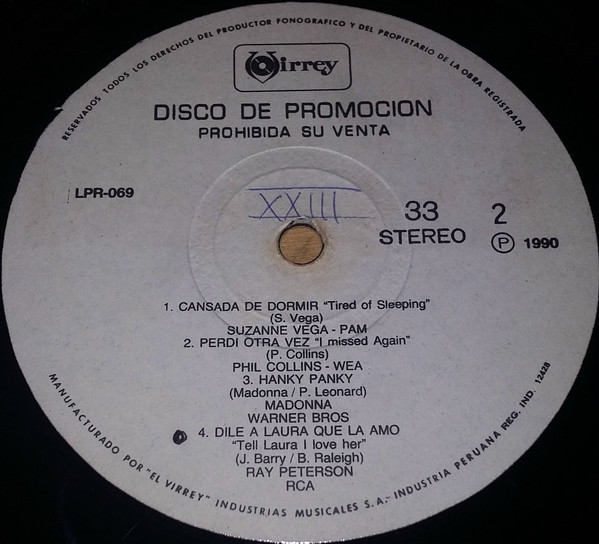 RESERVADOS TODOS LOS DERECHOS DEL PRODUCTOR FONOGRAFICO Y DEL PROPIETARIO DE LA OBRA REGISTRADA
Virrey
DISCO DE PROMOCION
PROHIBIDA SU VENTA
LPR-069
XXIII
33 2
STEREO P 1990
1. CANSADA DE DORMIR "Tired of Sleeping"
(S. Vega)
SUZANNE VEGA - PAM
2. PERDI OTRA VEZ "I missed Again"
(P. Collins)
PHIL COLLINS - WEA
3. HANKY PANKY
(Madonna / P. Leonard)
MADONNA
WARNER BROS
4. DILE A LAURA QUE LA AMO
"Tell Laura I love her"
(J. Barry / B. Raleigh)
RAY PETERSON
RCA
MANUFACTURADO POR "EL VIRREY" INDUSTRIAS MUSICALES S.A.- INDUSTRIA PERUANA REG. IND. 12428